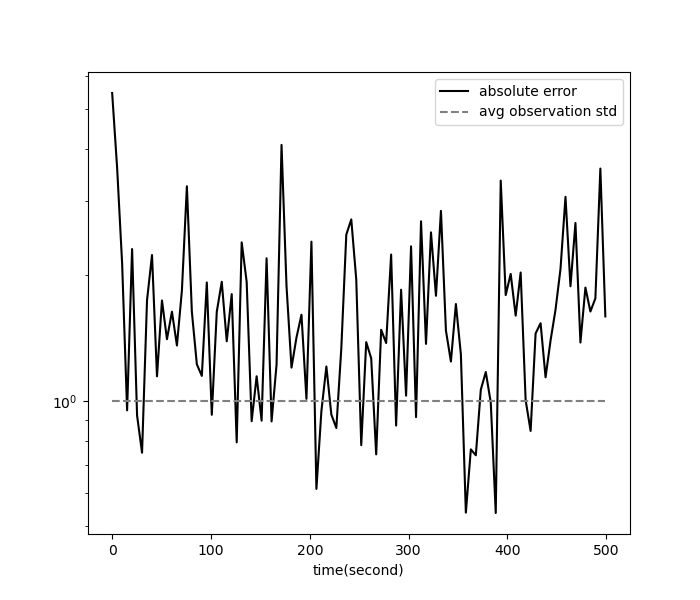 absolute error
avg observation std
10⁰
0 100 200 300 400 500
time(second)